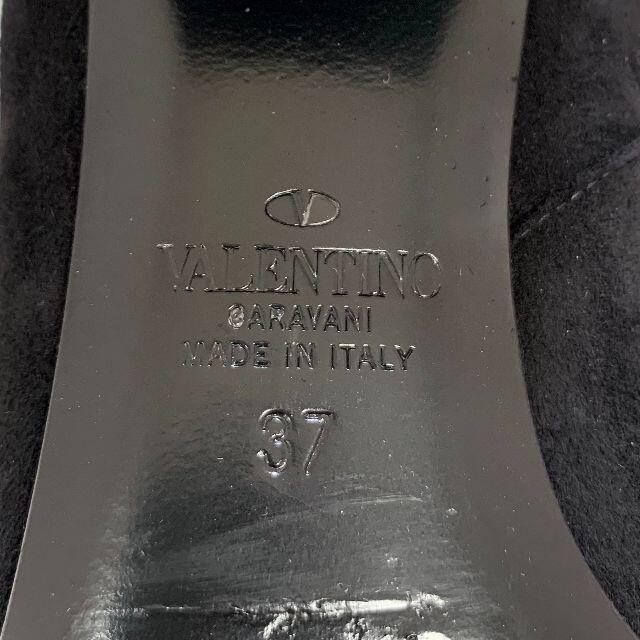 V
VALENTINO
GARAVANI
MADE IN ITALY
37